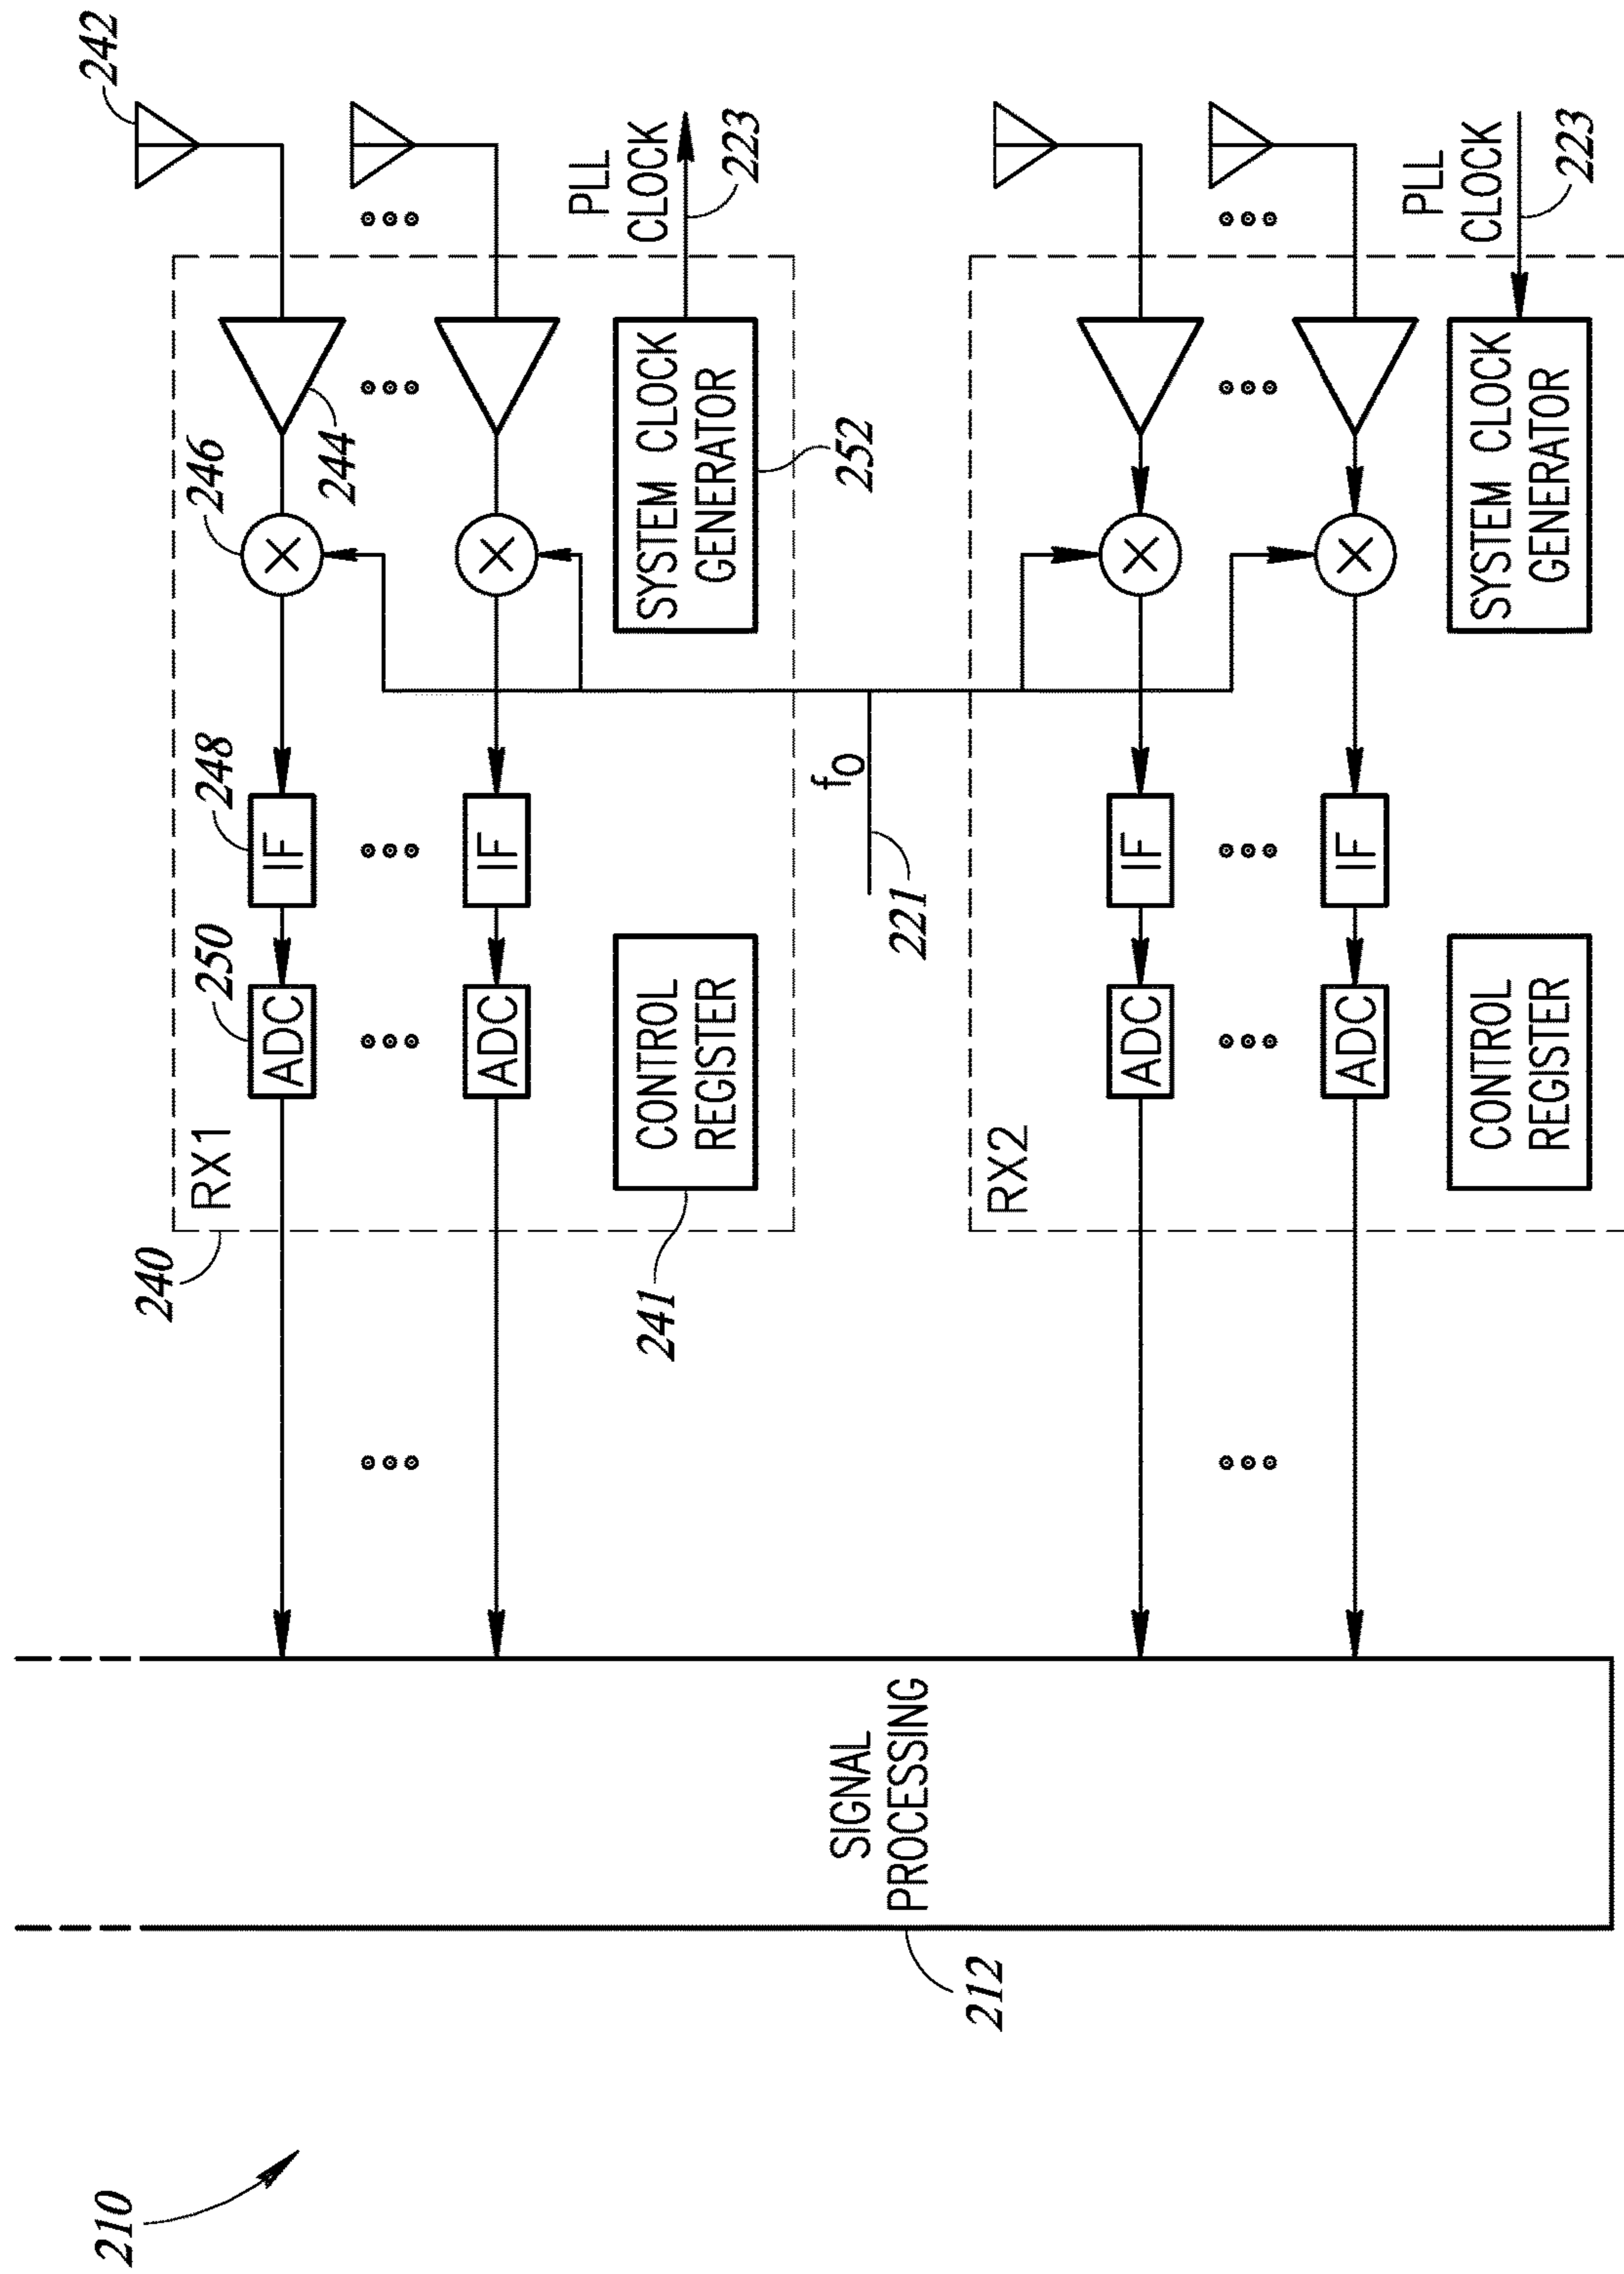 210
242
240
RX1
250
248
246
ADC
IF
244
ADC
IF
CONTROL
REGISTER
SYSTEM CLOCK
GENERATOR
PLL
CLOCK
223
241
252
SIGNAL
PROCESSING
fO
221
212
RX2
ADC
IF
ADC
IF
CONTROL
REGISTER
SYSTEM CLOCK
GENERATOR
PLL
CLOCK
223